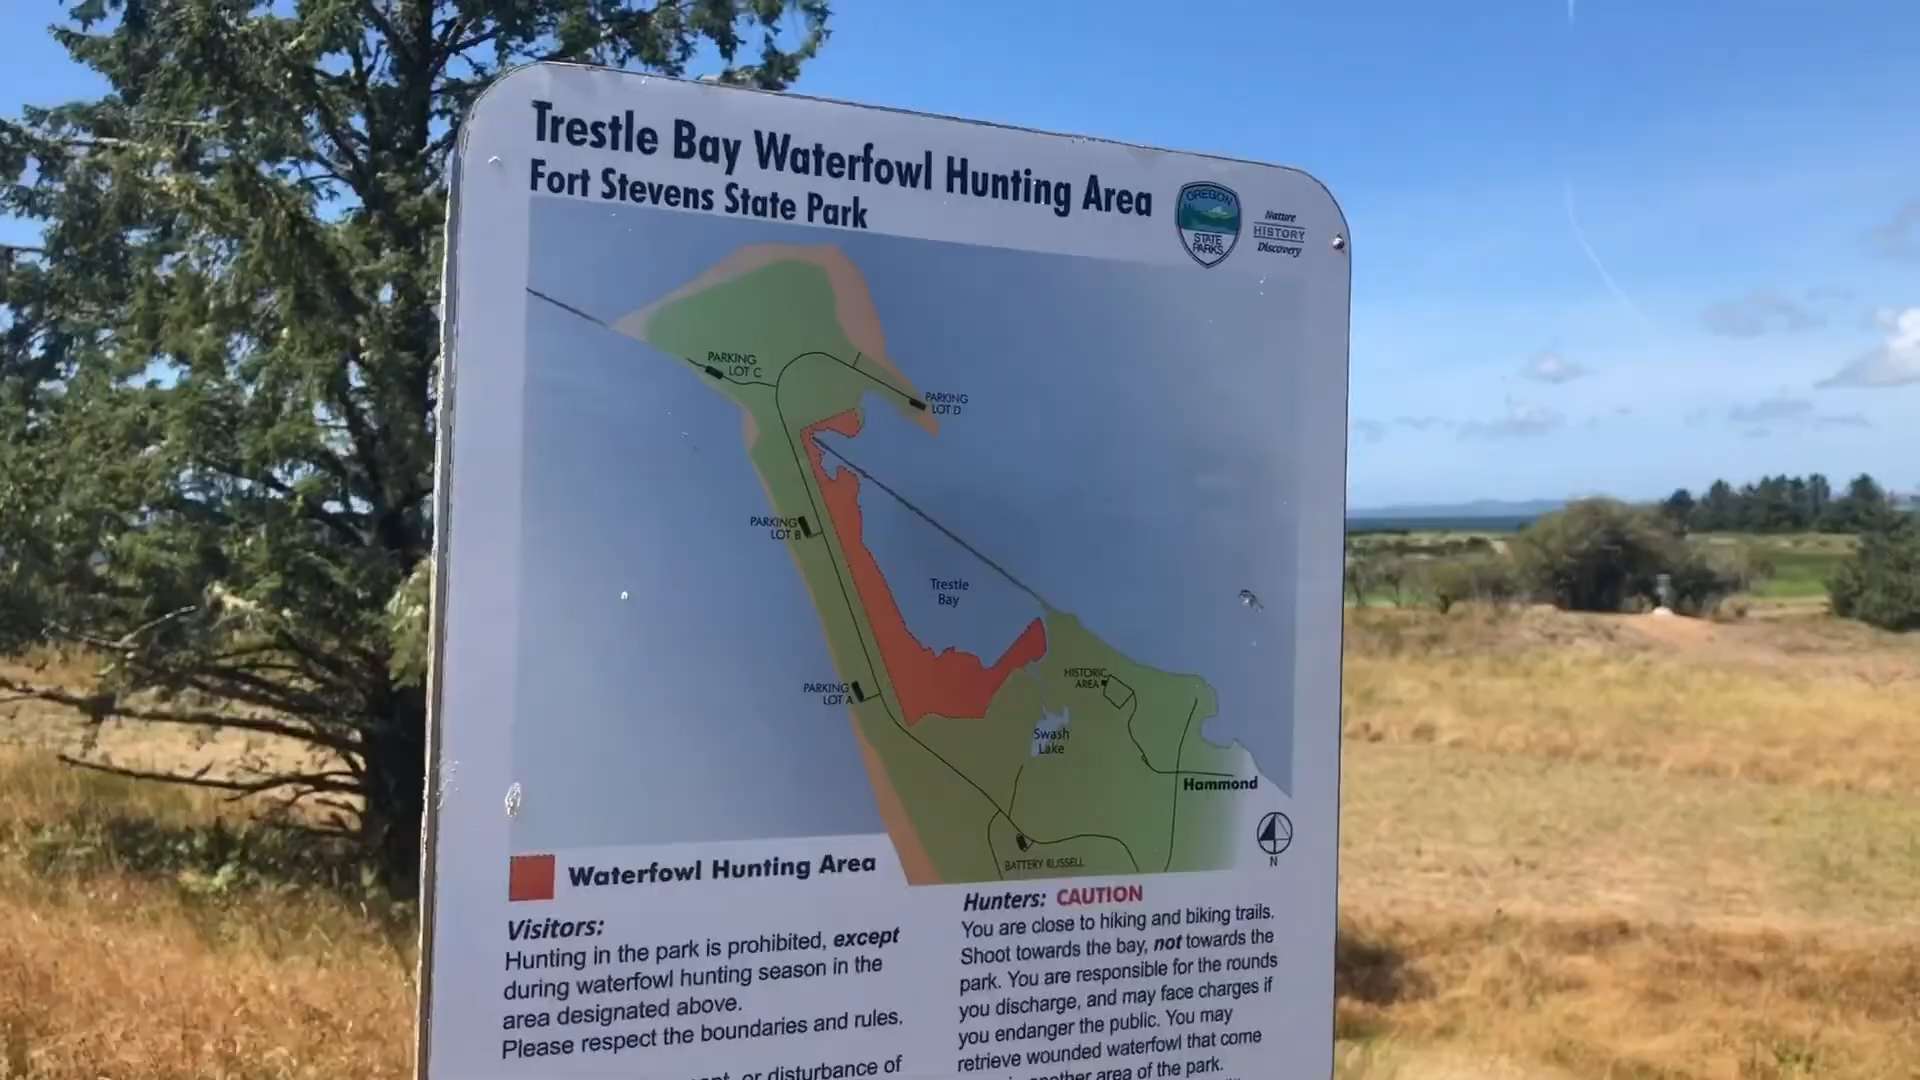 Trestle Bay Waterfowl Hunting Area
Fort Stevens State Park
OREGON
STATE
PARKS
Nature
HISTORY
Discovery
PARKING
LOT C
PARKING
LOT D
PARKING
LOT B
Trestle
Bay
PARKING
LOT A
HISTORIC
AREA
Swash
Lake
Hammond
N
BATTERY RUSSELL
Waterfowl Hunting Area
Visitors:
Hunting in the park is prohibited, except
during waterfowl hunting season in the
area designated above.
Please respect the boundaries and rules.
or disturbance of
Hunters: CAUTION
You are close to hiking and biking trails.
Shoot towards the bay, not towards the
park. You are responsible for the rounds
you discharge, and may face charges if
you endanger the public. You may
retrieve wounded waterfowl that come
another area of the park.